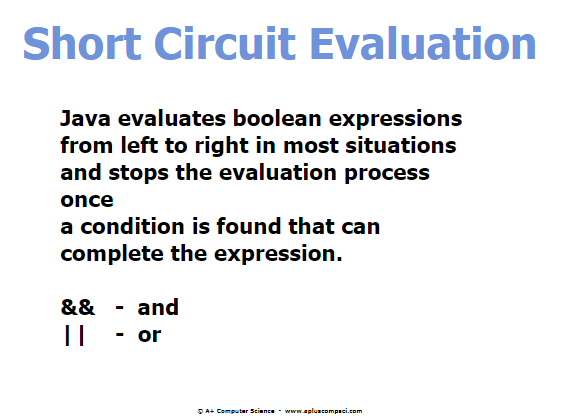 Short Circuit Evaluation
Java evaluates boolean expressions
from left to right in most situations
and stops the evaluation process
once
a condition is found that can
complete the expression.
&& - and
|| - or
© A+ Computer Science - www.apluscompsci.com